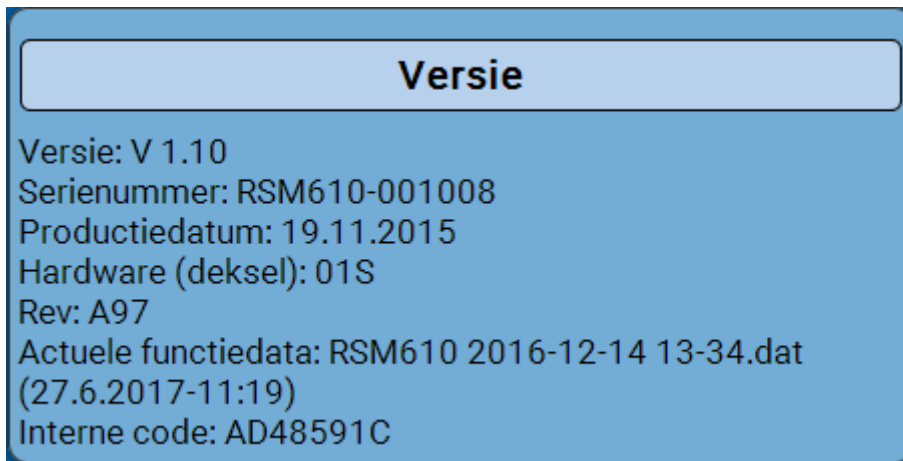 Versie
Versie: V 1.10
Serienummer: RSM610-001008
Productiedatum: 19.11.2015
Hardware (deksel): 01S
Rev: A97
Actuele functiedata: RSM610 2016-12-14 13-34.dat
(27.6.2017-11:19)
Interne code: AD48591C